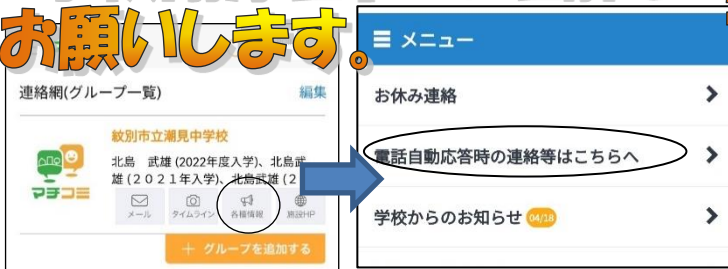 お願いします。
連絡網(グループ一覧)
編集
紋別市立潮見中学校
北島 武雄 (2022年度入学)、北島武
雄 (2021年入学)、北島武雄 (2
マチコミ
メール
タイムライン
各種情報
施設HP
+ グループを追加する
☰ メニュー
お休み連絡
電話自動応答時の連絡等はこちらへ
学校からのお知らせ 04/18